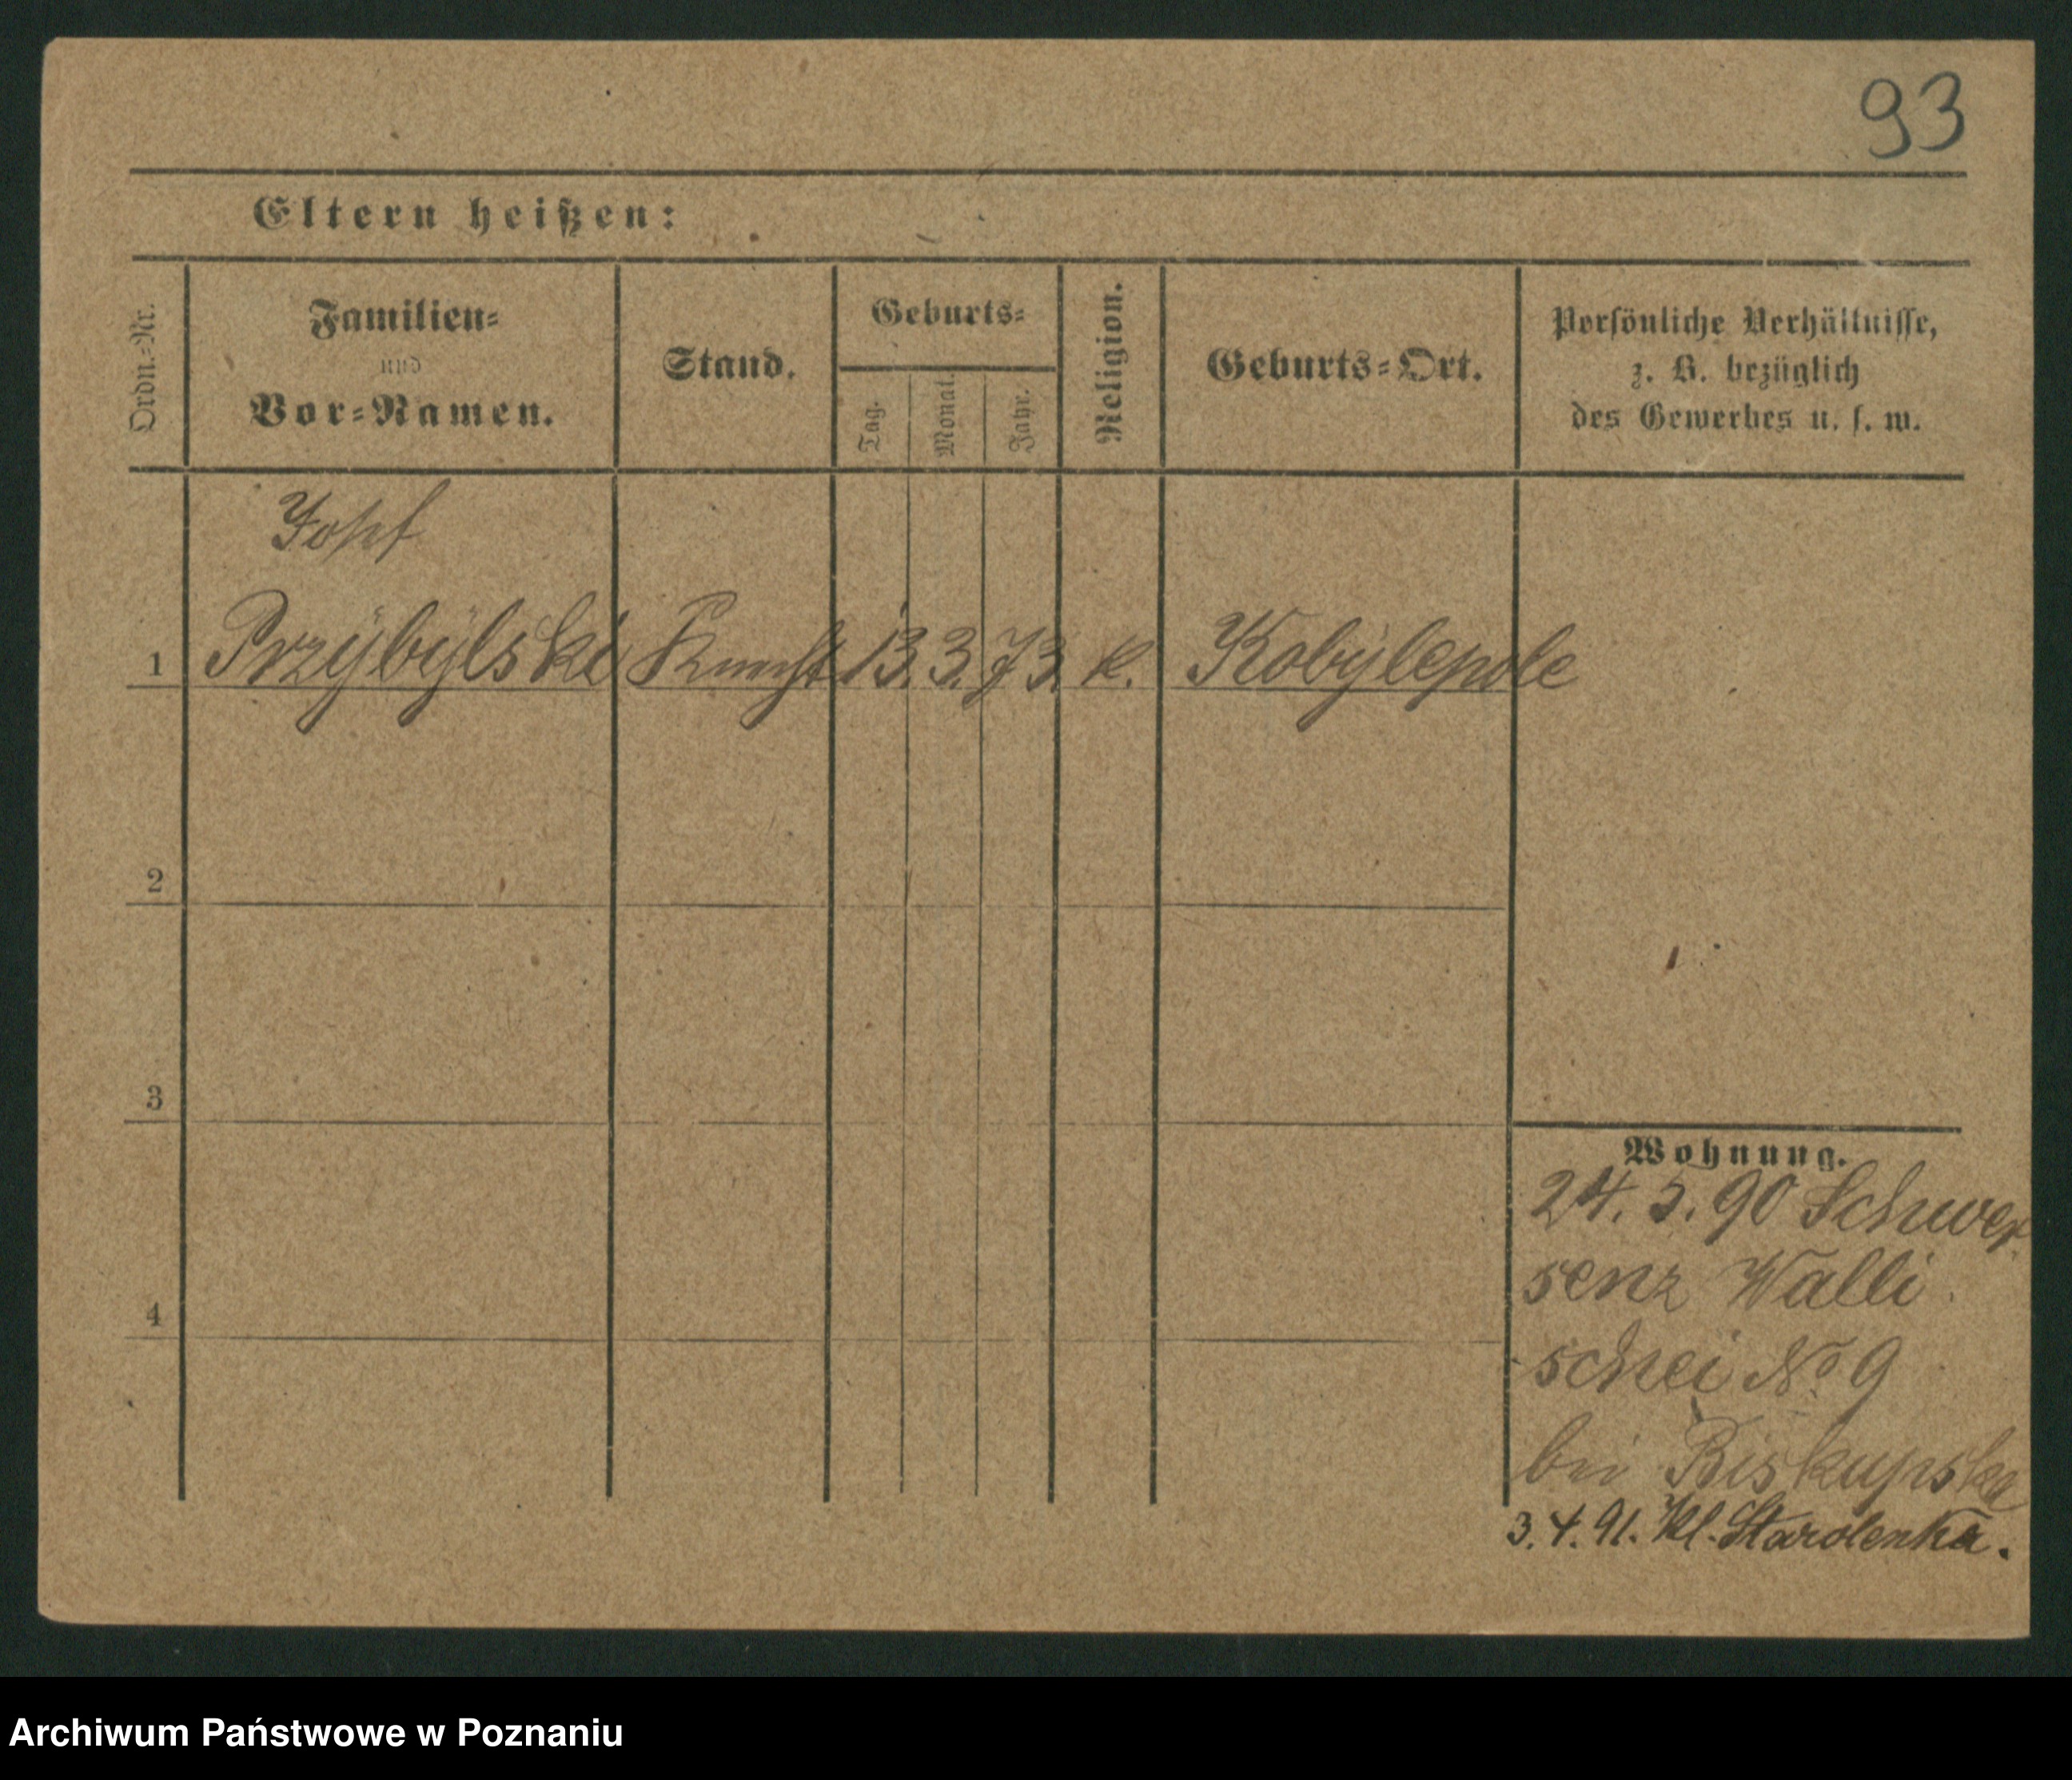 93
Eltern heißen:
Ordn.=Nr.
Familien=
und
Vor=Namen.
Stand.
Geburts=
Tag.
Monat.
Jahr.
Religion.
Geburts=Ort.
Persönliche Verhältnisse,
z. B. bezüglich
des Gewerbes u. s. w.
Josef
1 Przybylski Knecht 13. 3. 73. k. Kobylepole
2
3
4
Wohnung.
24. 5. 90 Schwer
senz Walli
schei No 9
bei Biskupska
3. 4. 91. Kl. Starolenka.
Archiwum Państwowe w Poznaniu